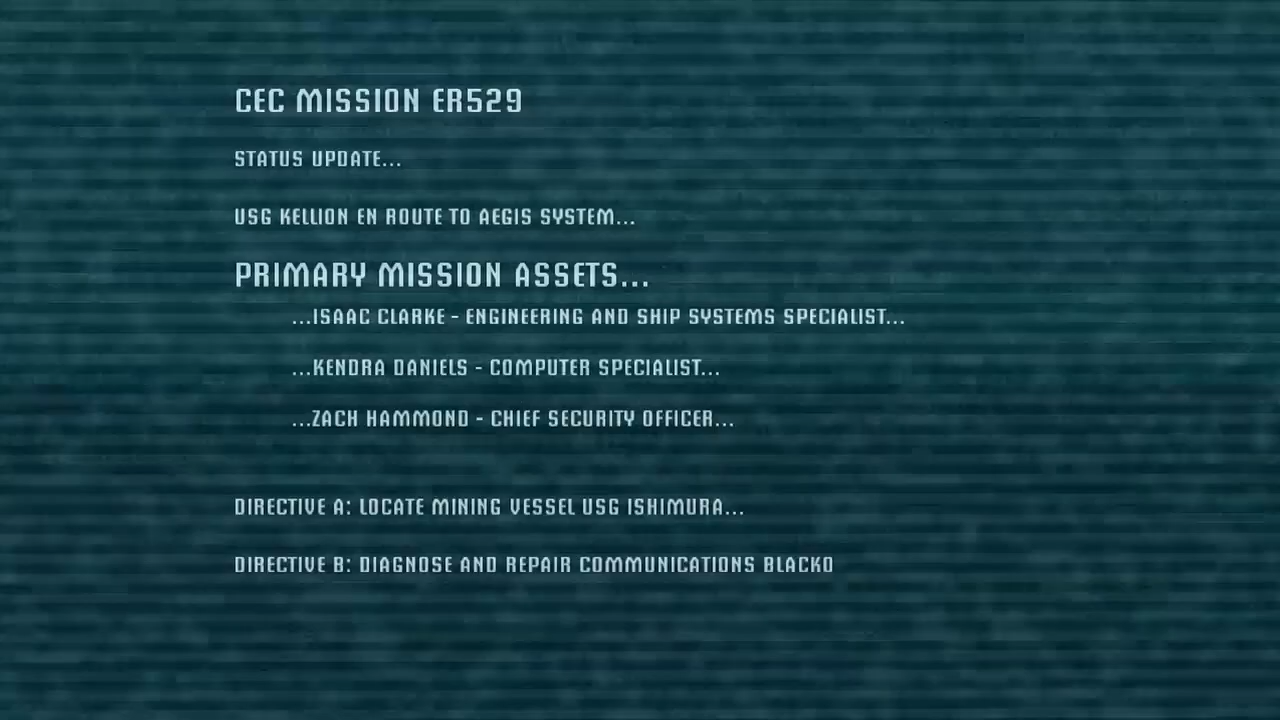 CEC MISSION ER529
STATUS UPDATE...
USG KELLION EN ROUTE TO AEGIS SYSTEM...
PRIMARY MISSION ASSETS...
...ISAAC CLARKE - ENGINEERING AND SHIP SYSTEMS SPECIALIST...
...KENDRA DANIELS - COMPUTER SPECIALIST...
...ZACH HAMMOND - CHIEF SECURITY OFFICER...
DIRECTIVE A: LOCATE MINING VESSEL USG ISHIMURA...
DIRECTIVE B: DIAGNOSE AND REPAIR COMMUNICATIONS BLACKO